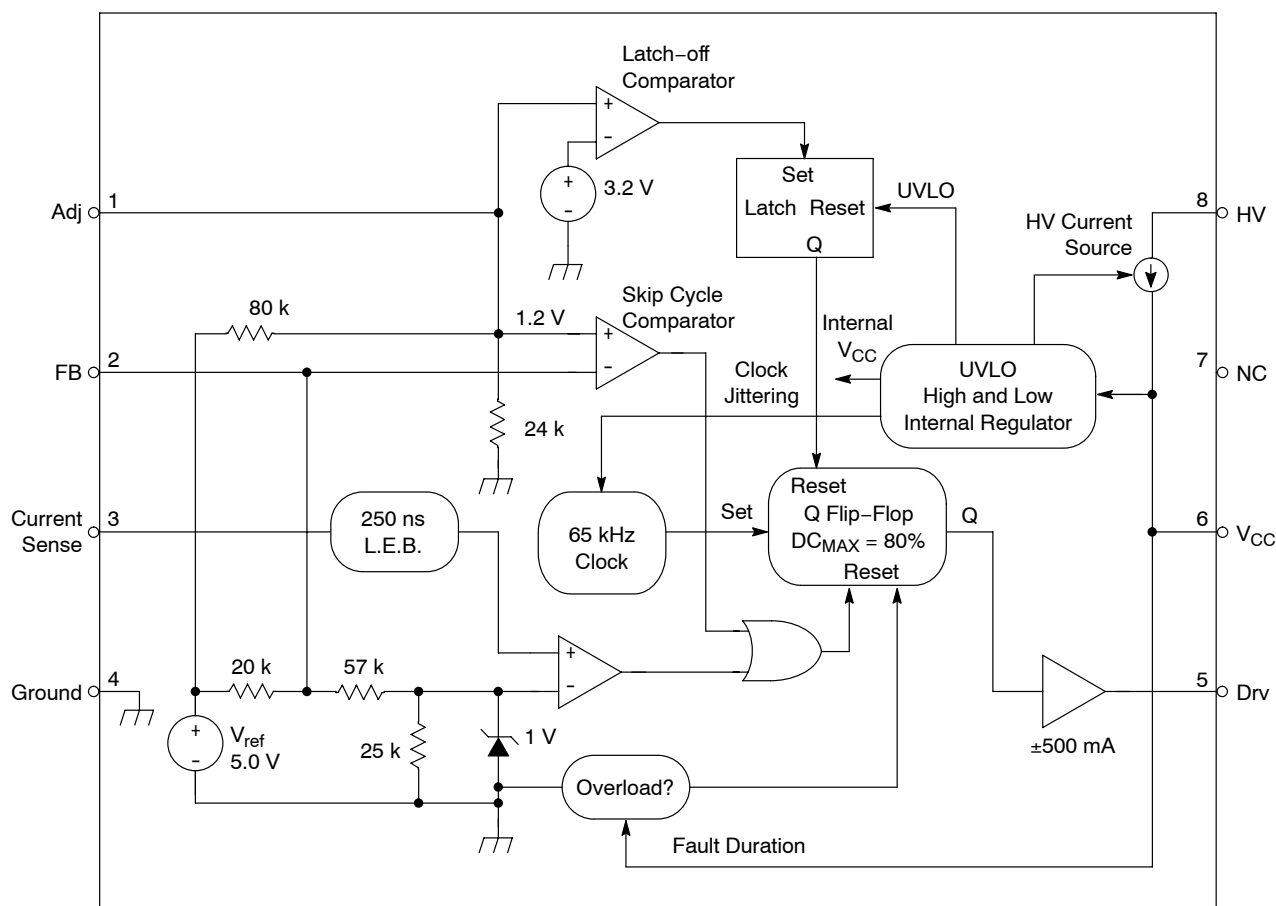 Latch−off
Comparator
+
−
+
−
3.2 V
Set
Latch Reset
Q
UVLO
Adj
1
8
HV
HV Current
Source
80 k
1.2 V
Skip Cycle
Comparator
+
−
Internal
VCC
FB
2
Clock
Jittering
UVLO
High and Low
Internal Regulator
7
NC
24 k
Current
Sense
3
250 ns
L.E.B.
65 kHz
Clock
Set
Reset
Q Flip−Flop
DCMAX = 80%
Reset
Q
6
VCC
+
−
20 k
57 k
Ground
4
5
Drv
+
−
Vref
5.0 V
25 k
1 V
±500 mA
Overload?
Fault Duration